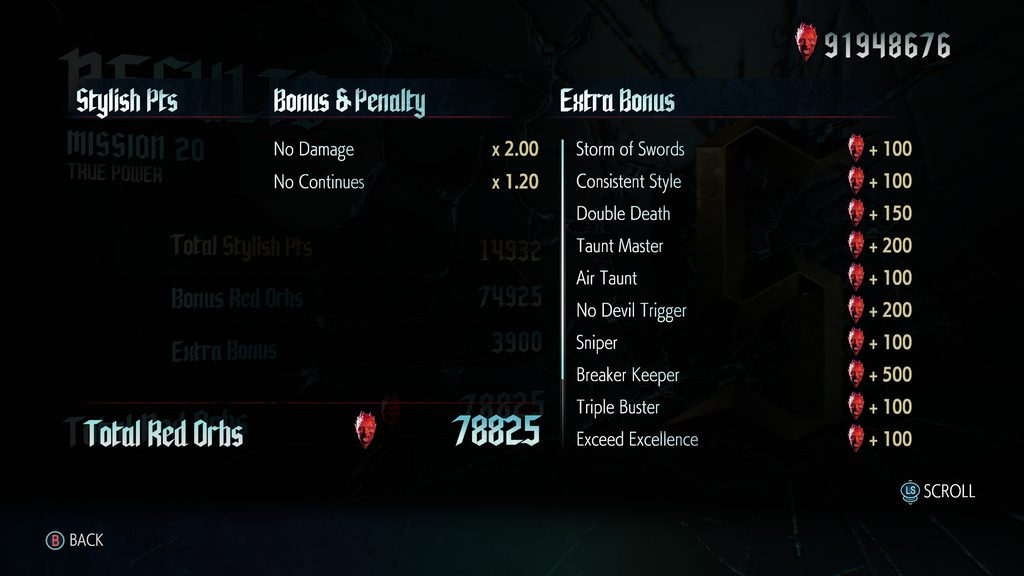 91948676
RESULTS
Stylish Pts Bonus & Penalty Extra Bonus
MISSION 20
TRUE POWER
No Damage x 2.00
No Continues x 1.20
Total Stylish Pts 14932
Bonus Red Orbs 74925
Extra Bonus 3900
78825
Total Red Orbs 78825
Storm of Swords + 100
Consistent Style + 100
Double Death + 150
Taunt Master + 200
Air Taunt + 100
No Devil Trigger + 200
Sniper + 100
Breaker Keeper + 500
Triple Buster + 100
Exceed Excellence + 100
LS SCROLL
B BACK